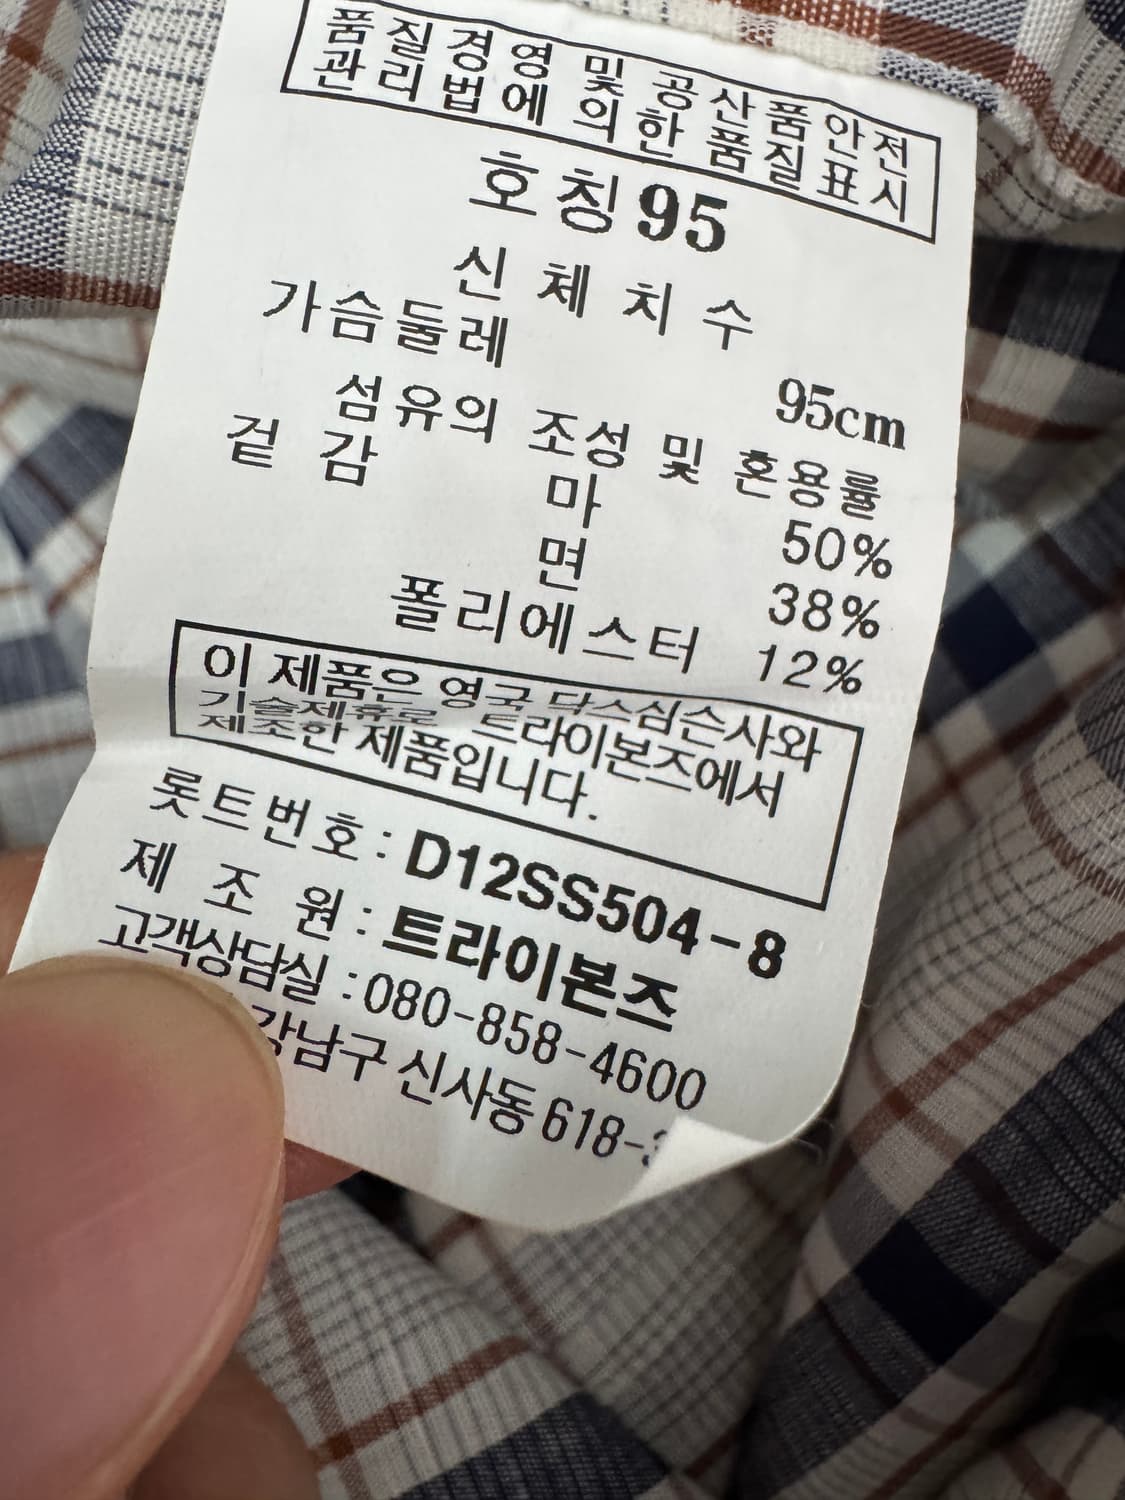 품질경영 및 공산품안전
관리법에 의한 품질표시
호칭95
신체치수
가슴둘레 95cm
섬유의 조성 및 혼용률
겉감 마 50%
면 38%
폴리에스터 12%
이 제품은 영국 닥스심슨사와
기술제휴로 트라이본즈에서
제조한 제품입니다.
롯트번호: D12SS504-8
제조원: 트라이본즈
고객상담실:080-858-4600
강남구 신사동 618-